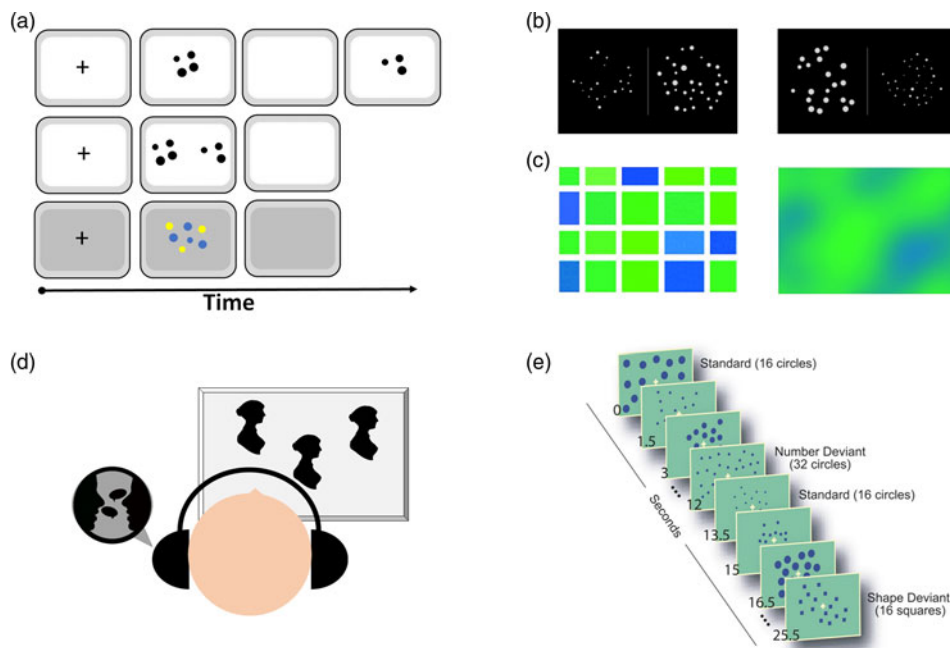 (a)
Time
(b)
(c)
(d)
(e)
Standard (16 circles)
0
1.5
3
Number Deviant
(32 circles)
12
Standard (16 circles)
13.5
15
16.5
Shape Deviant
(16 squares)
25.5
Seconds